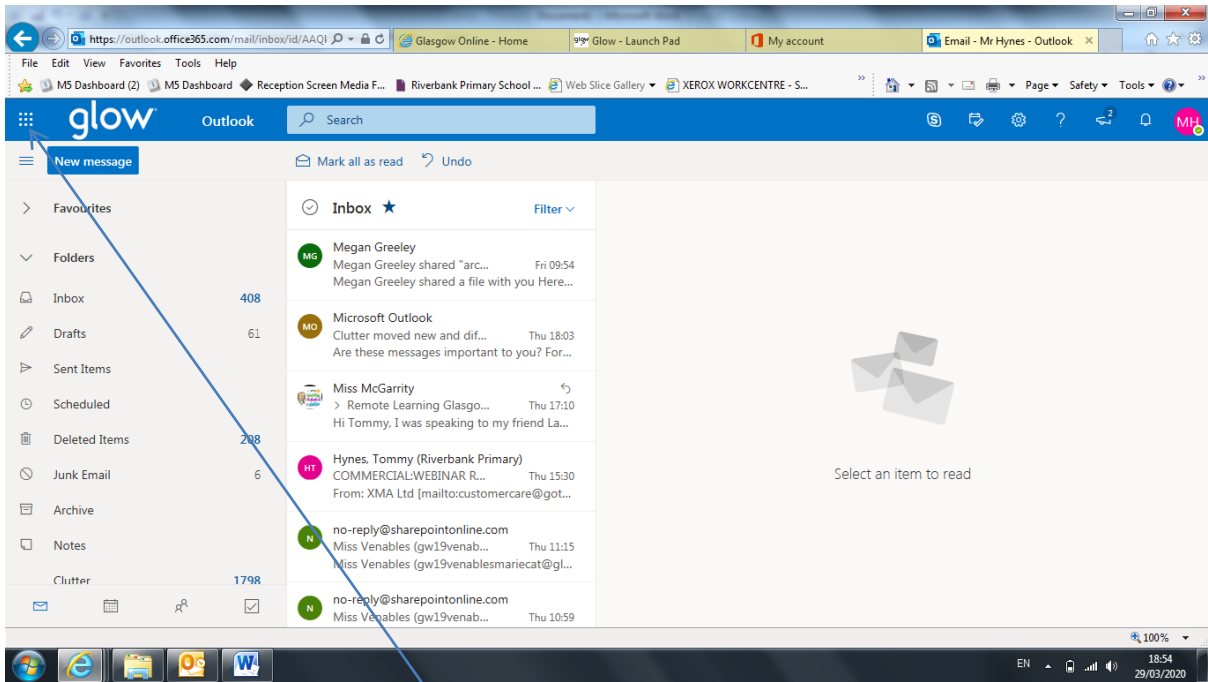 Documents - Microsoft Word
https://outlook.office365.com/mail/inbox/id/AAQ
Glasgow Online - Home
glow Glow - Launch Pad
My account
Email - Mr Hynes - Outlook
File Edit View Favorites Tools Help
M5 Dashboard (2) M5 Dashboard Reception Screen Media F... Riverbank Primary School ... Web Slice Gallery XEROX WORKCENTRE - S... » Page Safety Tools »
glow Outlook Search 2 MH
New message Mark all as read Undo
Favourites
Folders
Inbox 408
Drafts 61
Sent Items
Scheduled
Deleted Items 208
Junk Email 6
Archive
Notes
Clutter 1798
Inbox ★ Filter
MG Megan Greeley
Megan Greeley shared "arc... Fri 09:54
Megan Greeley shared a file with you Here...
MO Microsoft Outlook
Clutter moved new and dif... Thu 18:03
Are these messages important to you? For...
Miss McGarrity
> Remote Learning Glasgo... Thu 17:10
Hi Tommy, I was speaking to my friend La...
HT Hynes, Tommy (Riverbank Primary)
COMMERCIAL:WEBINAR R... Thu 15:30
From: XMA Ltd [mailto:customercare@got...
N no-reply@sharepointonline.com
Miss Venables (gw19venab... Thu 11:15
Miss Venables (gw19venablesmariecat@gl...
N no-reply@sharepointonline.com
Miss Venables (gw19venab... Thu 10:59
Select an item to read
100%
EN 18:54
29/03/2020